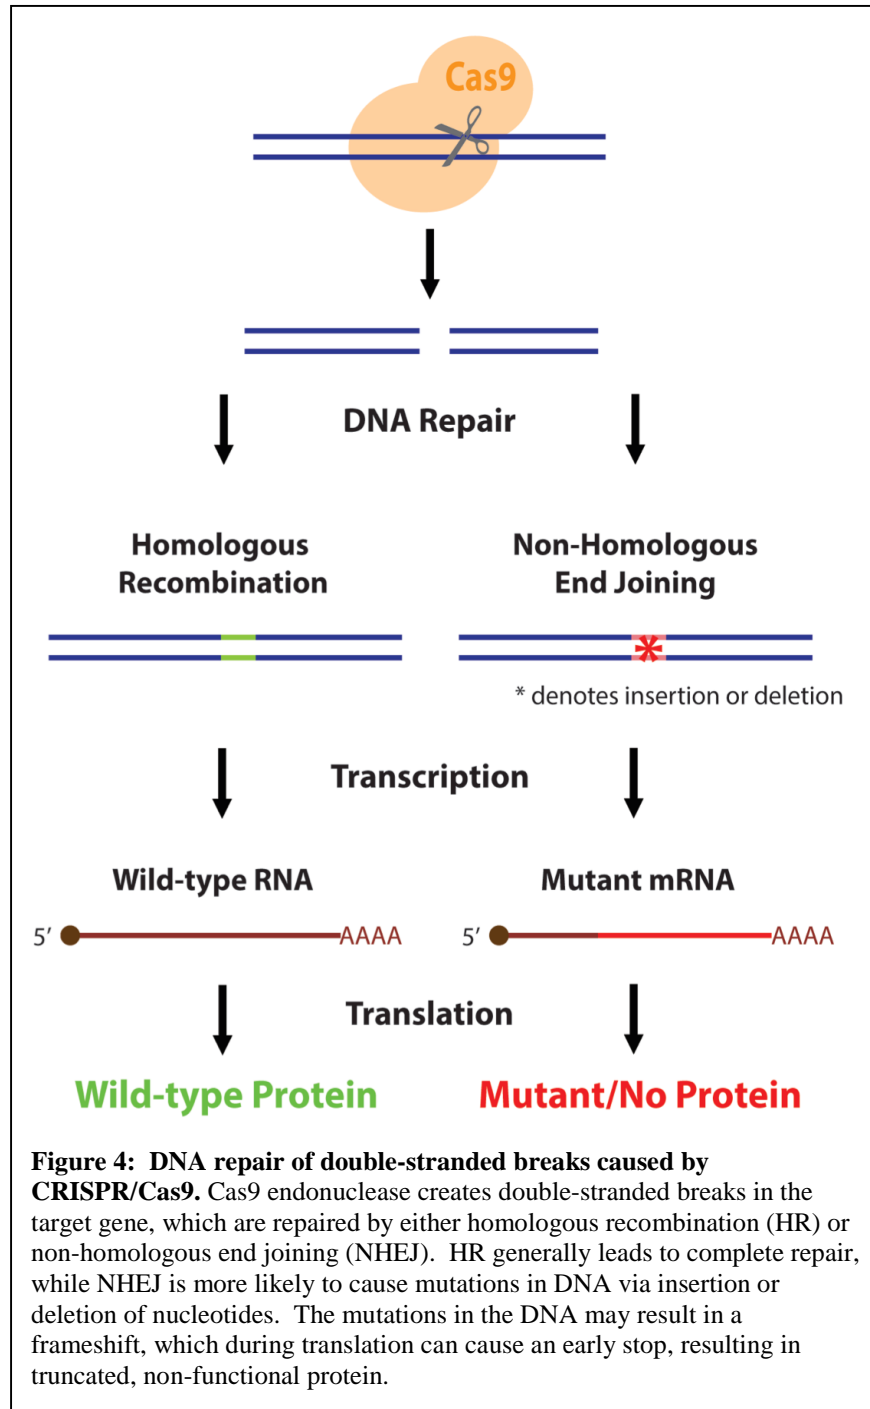 Cas9
DNA Repair
Homologous
Recombination
Non-Homologous
End Joining
* 
* denotes insertion or deletion
Transcription
Wild-type RNA
Mutant mRNA
5’ AAAA
5’ AAAA
Translation
Wild-type Protein
Mutant/No Protein
Figure 4:  DNA repair of double-stranded breaks caused by
CRISPR/Cas9. Cas9 endonuclease creates double-stranded breaks in the
target gene, which are repaired by either homologous recombination (HR) or
non-homologous end joining (NHEJ).  HR generally leads to complete repair,
while NHEJ is more likely to cause mutations in DNA via insertion or
deletion of nucleotides.  The mutations in the DNA may result in a
frameshift, which during translation can cause an early stop, resulting in
truncated, non-functional protein.